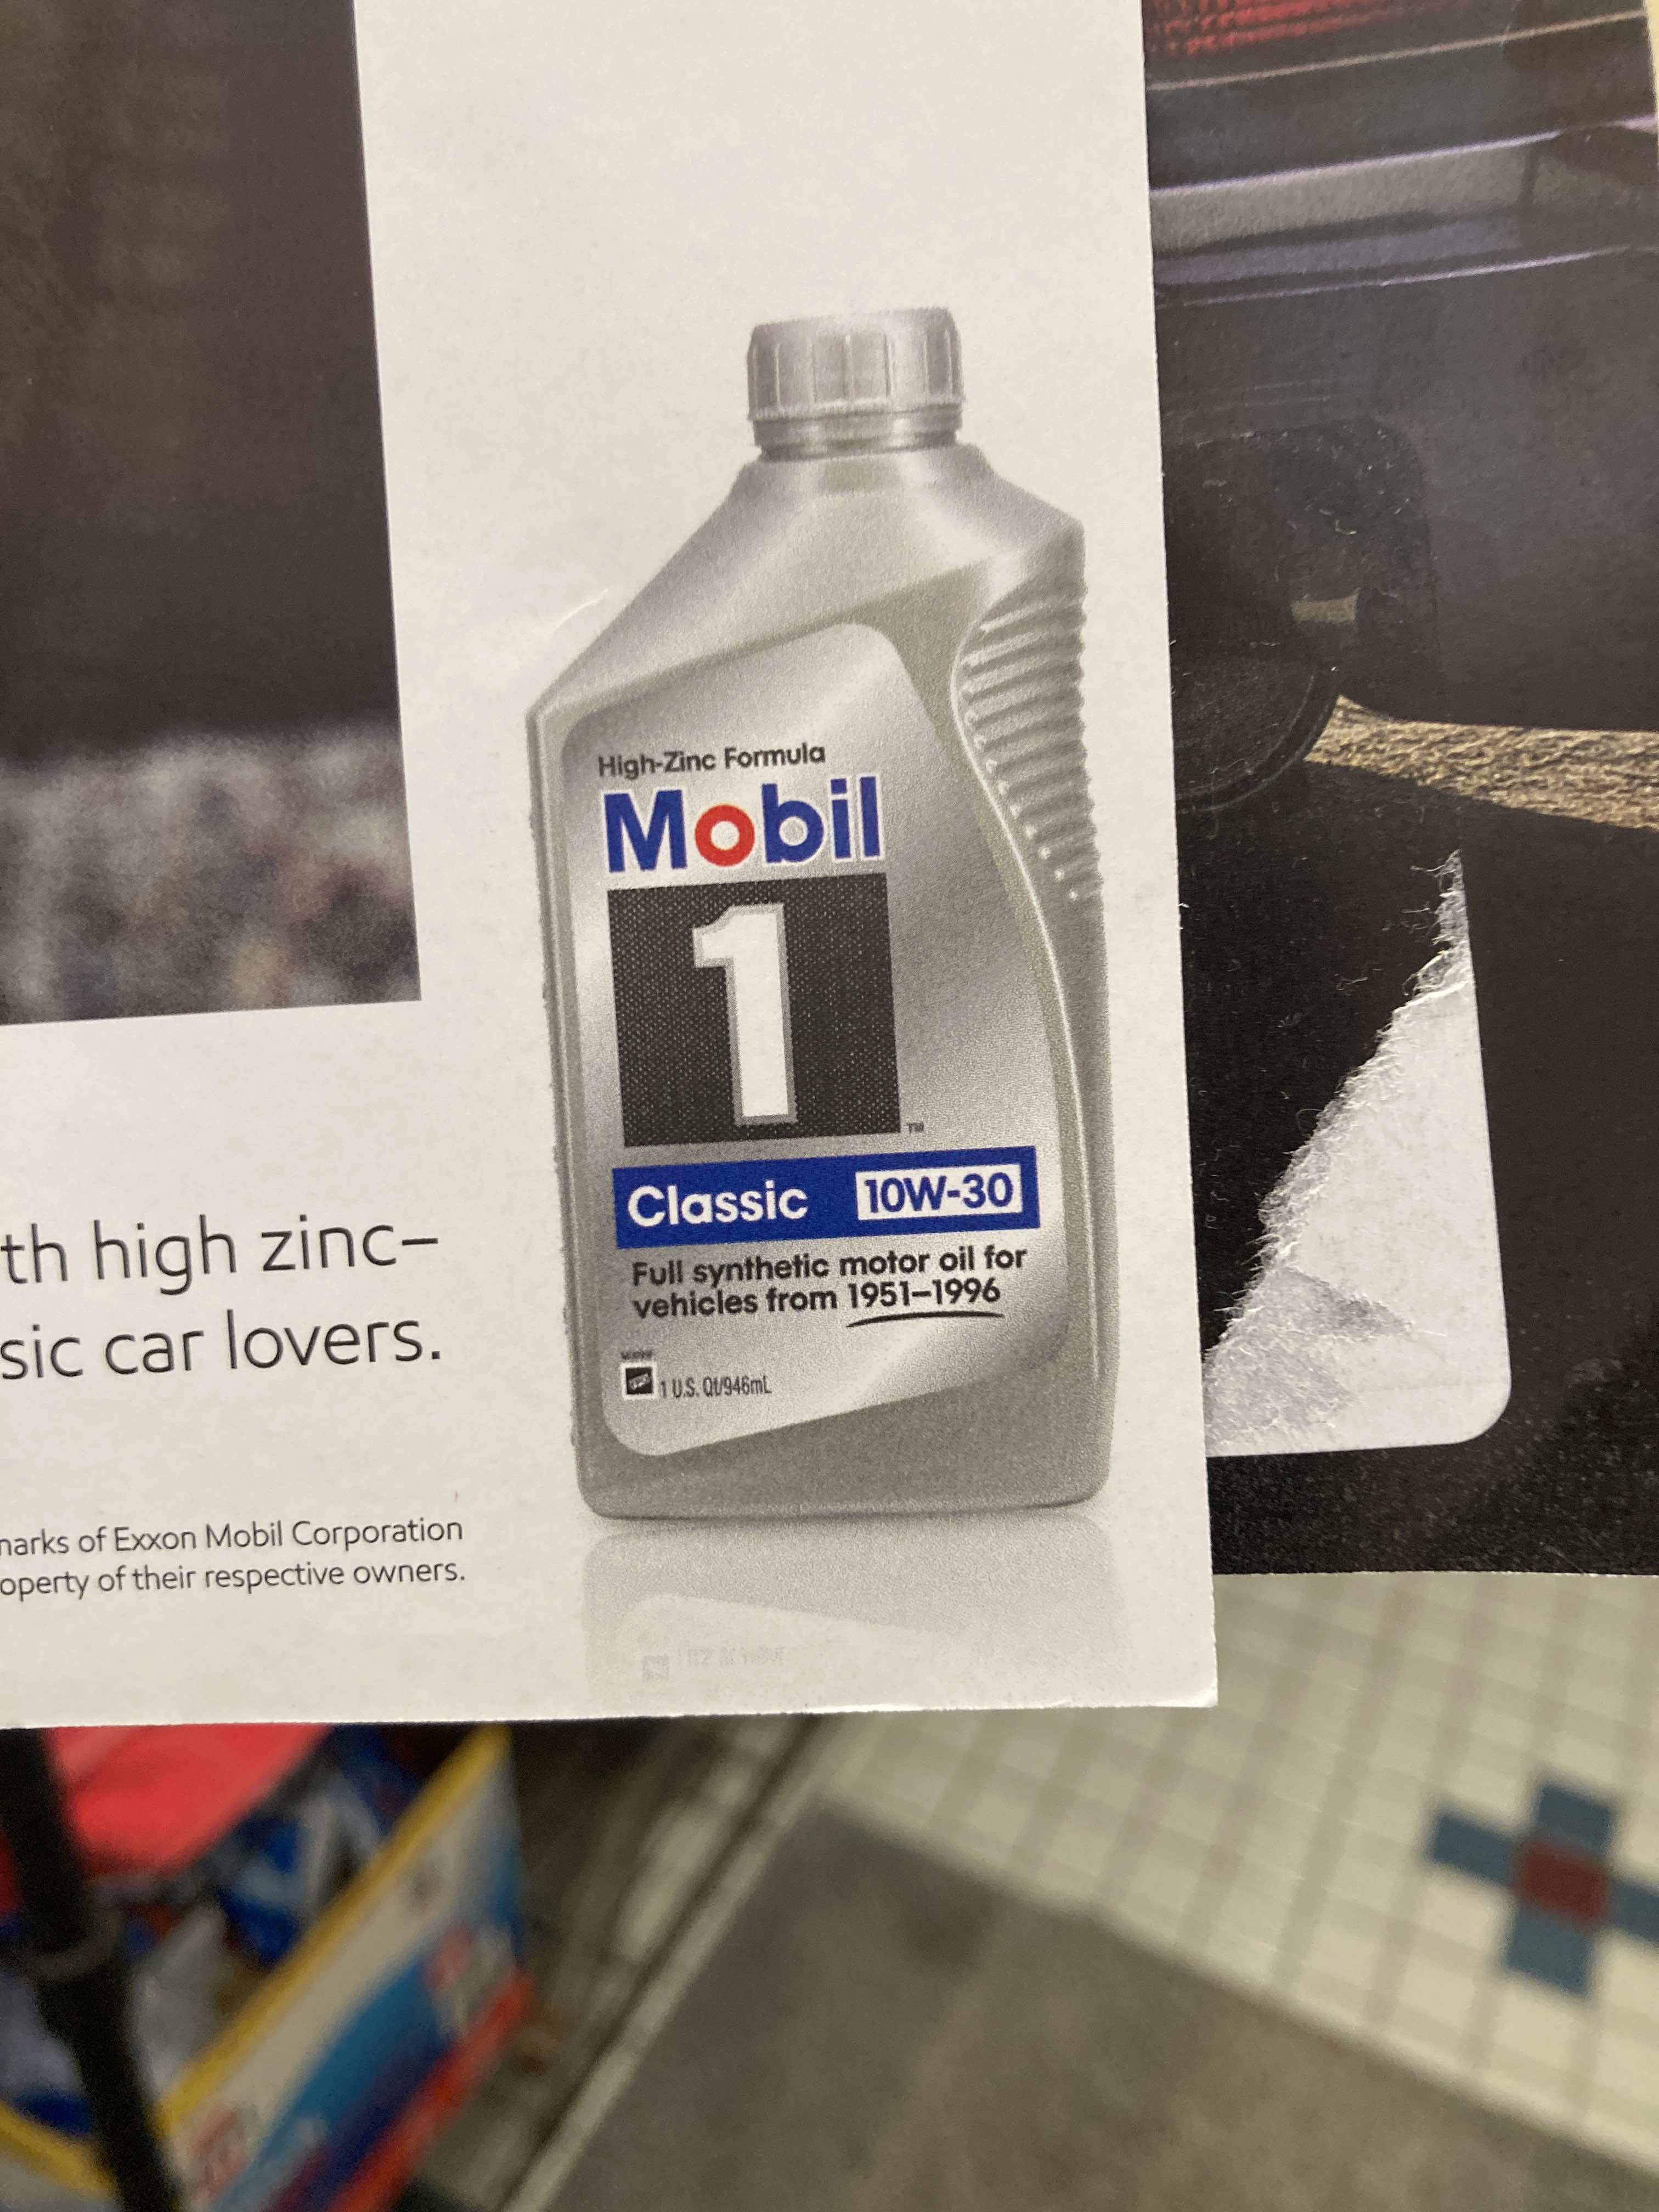 High-Zinc Formula
Mobil
1
TM
Classic 10W-30
Full synthetic motor oil for
vehicles from 1951–1996
1 U.S. Qt/946mL
th high zinc–
sic car lovers.
marks of Exxon Mobil Corporation
operty of their respective owners.